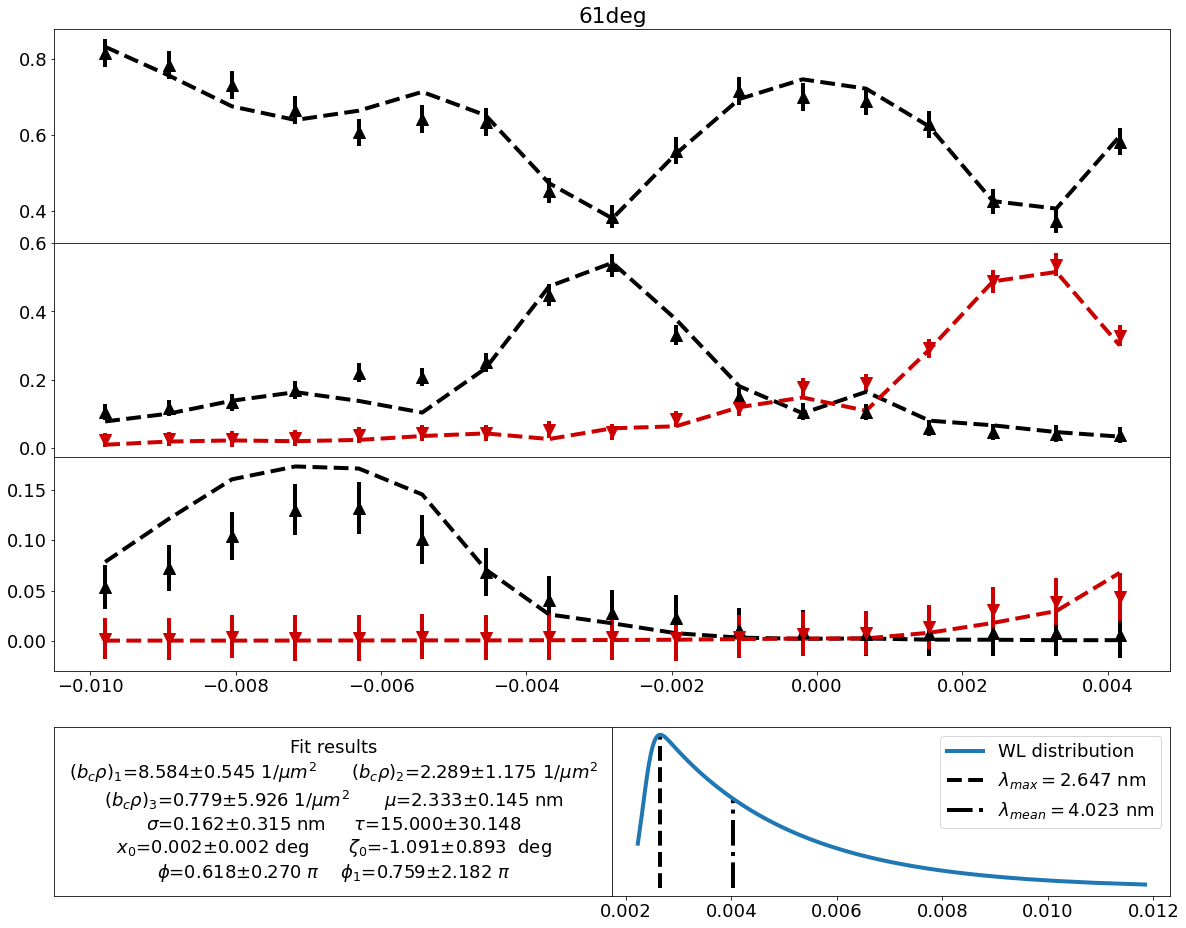 61deg
0.8
0.6
0.4
0.6
0.4
0.2
0.0
0.15
0.10
0.05
0.00
−0.010 −0.008 −0.006 −0.004 −0.002 0.000 0.002 0.004
Fit results
(b_cρ)_1=8.584±0.545 1/μm^2 (b_cρ)_2=2.289±1.175 1/μm^2
(b_cρ)_3=0.779±5.926 1/μm^2 μ=2.333±0.145 nm
σ=0.162±0.315 nm τ=15.000±30.148
x_0=0.002±0.002 deg ζ_0=-1.091±0.893 deg
ϕ=0.618±0.270 π ϕ_1=0.759±2.182 π
WL distribution
λ_max = 2.647 nm
λ_mean = 4.023 nm
0.002 0.004 0.006 0.008 0.010 0.012